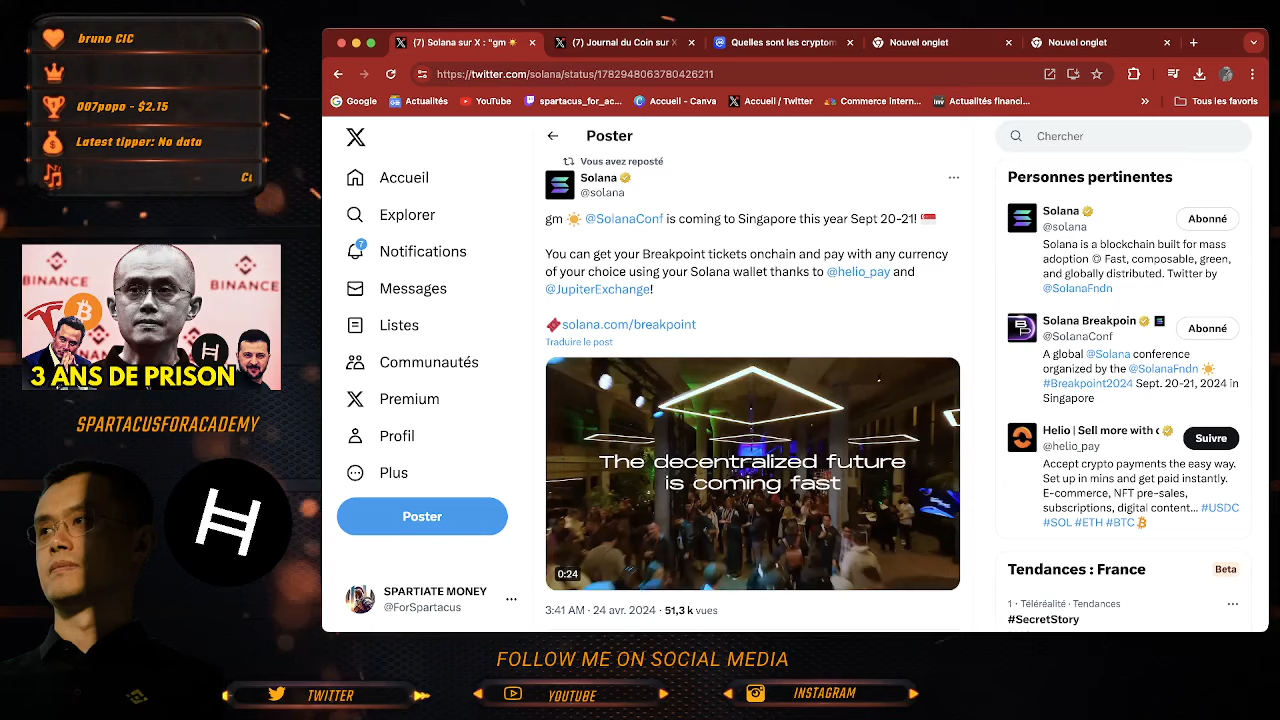 bruno CIC
007popo - $2.15
Latest tipper: No data
BINANCE
BINANCE
3 ANS DE PRISON
SPARTACUSFORACADEMY
(7) Solana sur X : "gm
(7) Journal du Coin sur X
Quelles sont les cryptom
Nouvel onglet
Nouvel onglet
https://twitter.com/solana/status/1782948063780426211
Google
Actualités
YouTube
spartacus_for_ac...
Accueil - Canva
Accueil / Twitter
Commerce intern...
Actualités financi...
»
Tous les favoris
Accueil
Explorer
7
Notifications
Messages
Listes
Communautés
Premium
Profil
Plus
Poster
SPARTIATE MONEY
@ForSpartacus
Poster
Vous avez reposté
Solana
@solana
gm ☀️ @SolanaConf is coming to Singapore this year Sept 20-21! 🇸🇬
You can get your Breakpoint tickets onchain and pay with any currency
of your choice using your Solana wallet thanks to @helio_pay and
@JupiterExchange!
solana.com/breakpoint
Traduire le post
The decentralized future
is coming fast
0:24
3:41 AM · 24 avr. 2024 · 51,3 k vues
Chercher
Personnes pertinentes
Solana
@solana
Abonné
Solana is a blockchain built for mass
adoption Fast, composable, green,
and globally distributed. Twitter by
@SolanaFndn
Solana Breakpoin
@SolanaConf
Abonné
A global @Solana conference
organized by the @SolanaFndn ☀️
#Breakpoint2024 Sept. 20-21, 2024 in
Singapore
Helio | Sell more with c
@helio_pay
Suivre
Accept crypto payments the easy way.
Set up in mins and get paid instantly.
E-commerce, NFT pre-sales,
subscriptions, digital content... #USDC
#SOL #ETH #BTC
Tendances : France
Beta
1 · Téléréalité · Tendances
#SecretStory
FOLLOW ME ON SOCIAL MEDIA
TWITTER
YOUTUBE
INSTAGRAM